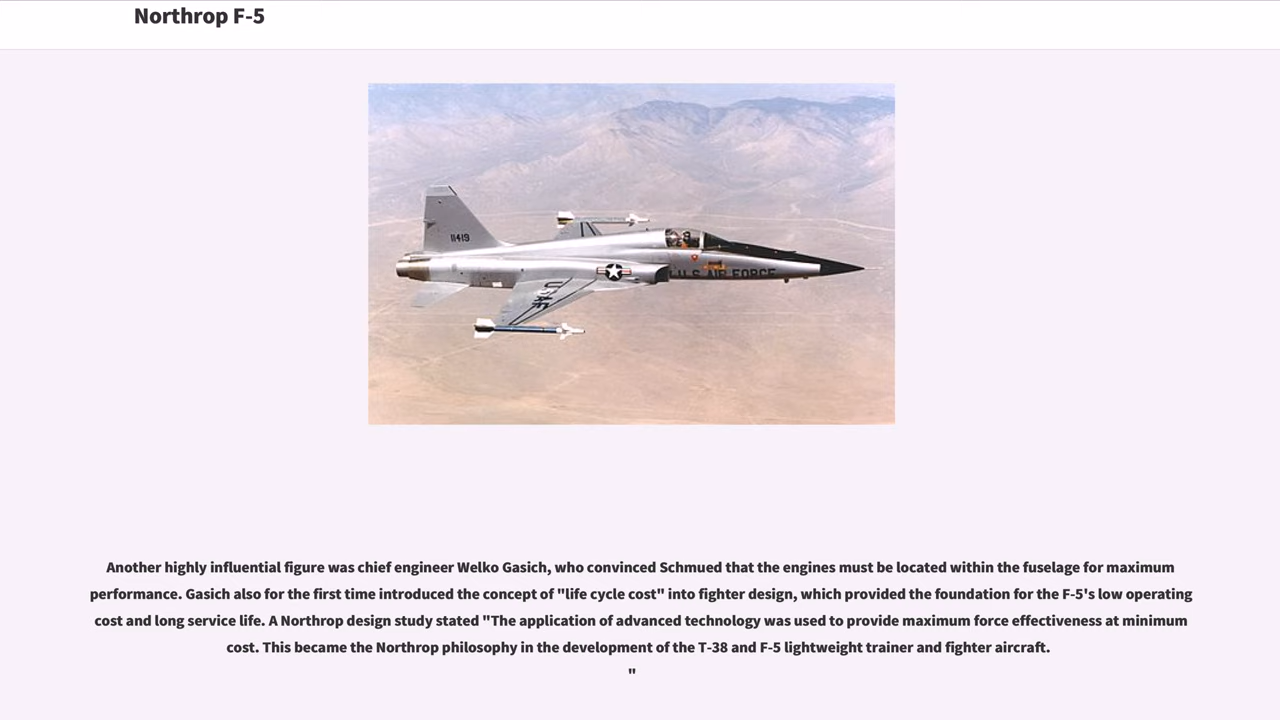 Northrop F-5
11419
U.S. AIR FORCE
USAF
Another highly influential figure was chief engineer Welko Gasich, who convinced Schmued that the engines must be located within the fuselage for maximum
performance. Gasich also for the first time introduced the concept of "life cycle cost" into fighter design, which provided the foundation for the F-5's low operating
cost and long service life. A Northrop design study stated "The application of advanced technology was used to provide maximum force effectiveness at minimum
cost. This became the Northrop philosophy in the development of the T-38 and F-5 lightweight trainer and fighter aircraft.
"